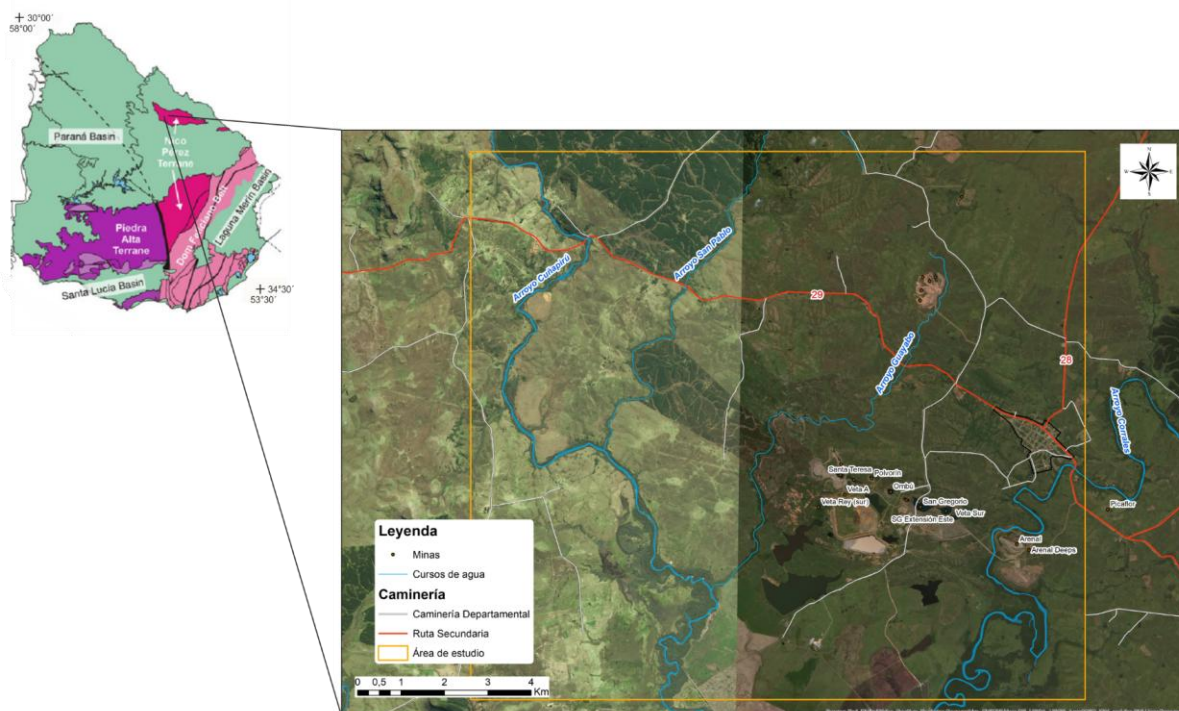 30°00'
58°00'
Paraná Basin
Nico
Pérez
Terrane
Piedra
Alta
Terrane
Dom Feliciano Belt
Laguna Merín Basin
Santa Lucía Basin
34°30'
53°30'
N
W
E
S
Arroyo Cuñapirú
Arroyo San Pablo
29
Arroyo Guayabo
28
Arroyo Corrales
Santa Teresa
Polvorín
Veta A
Ombú
Veta Rey (sur)
San Gregorio
Veta Sur
SG Extensión Este
Picaflor
Arenal
Arenal Deeps
Leyenda
Minas
Cursos de agua
Caminería
Caminería Departamental
Ruta Secundaria
Área de estudio
0 0,5 1 2 3 4
Km